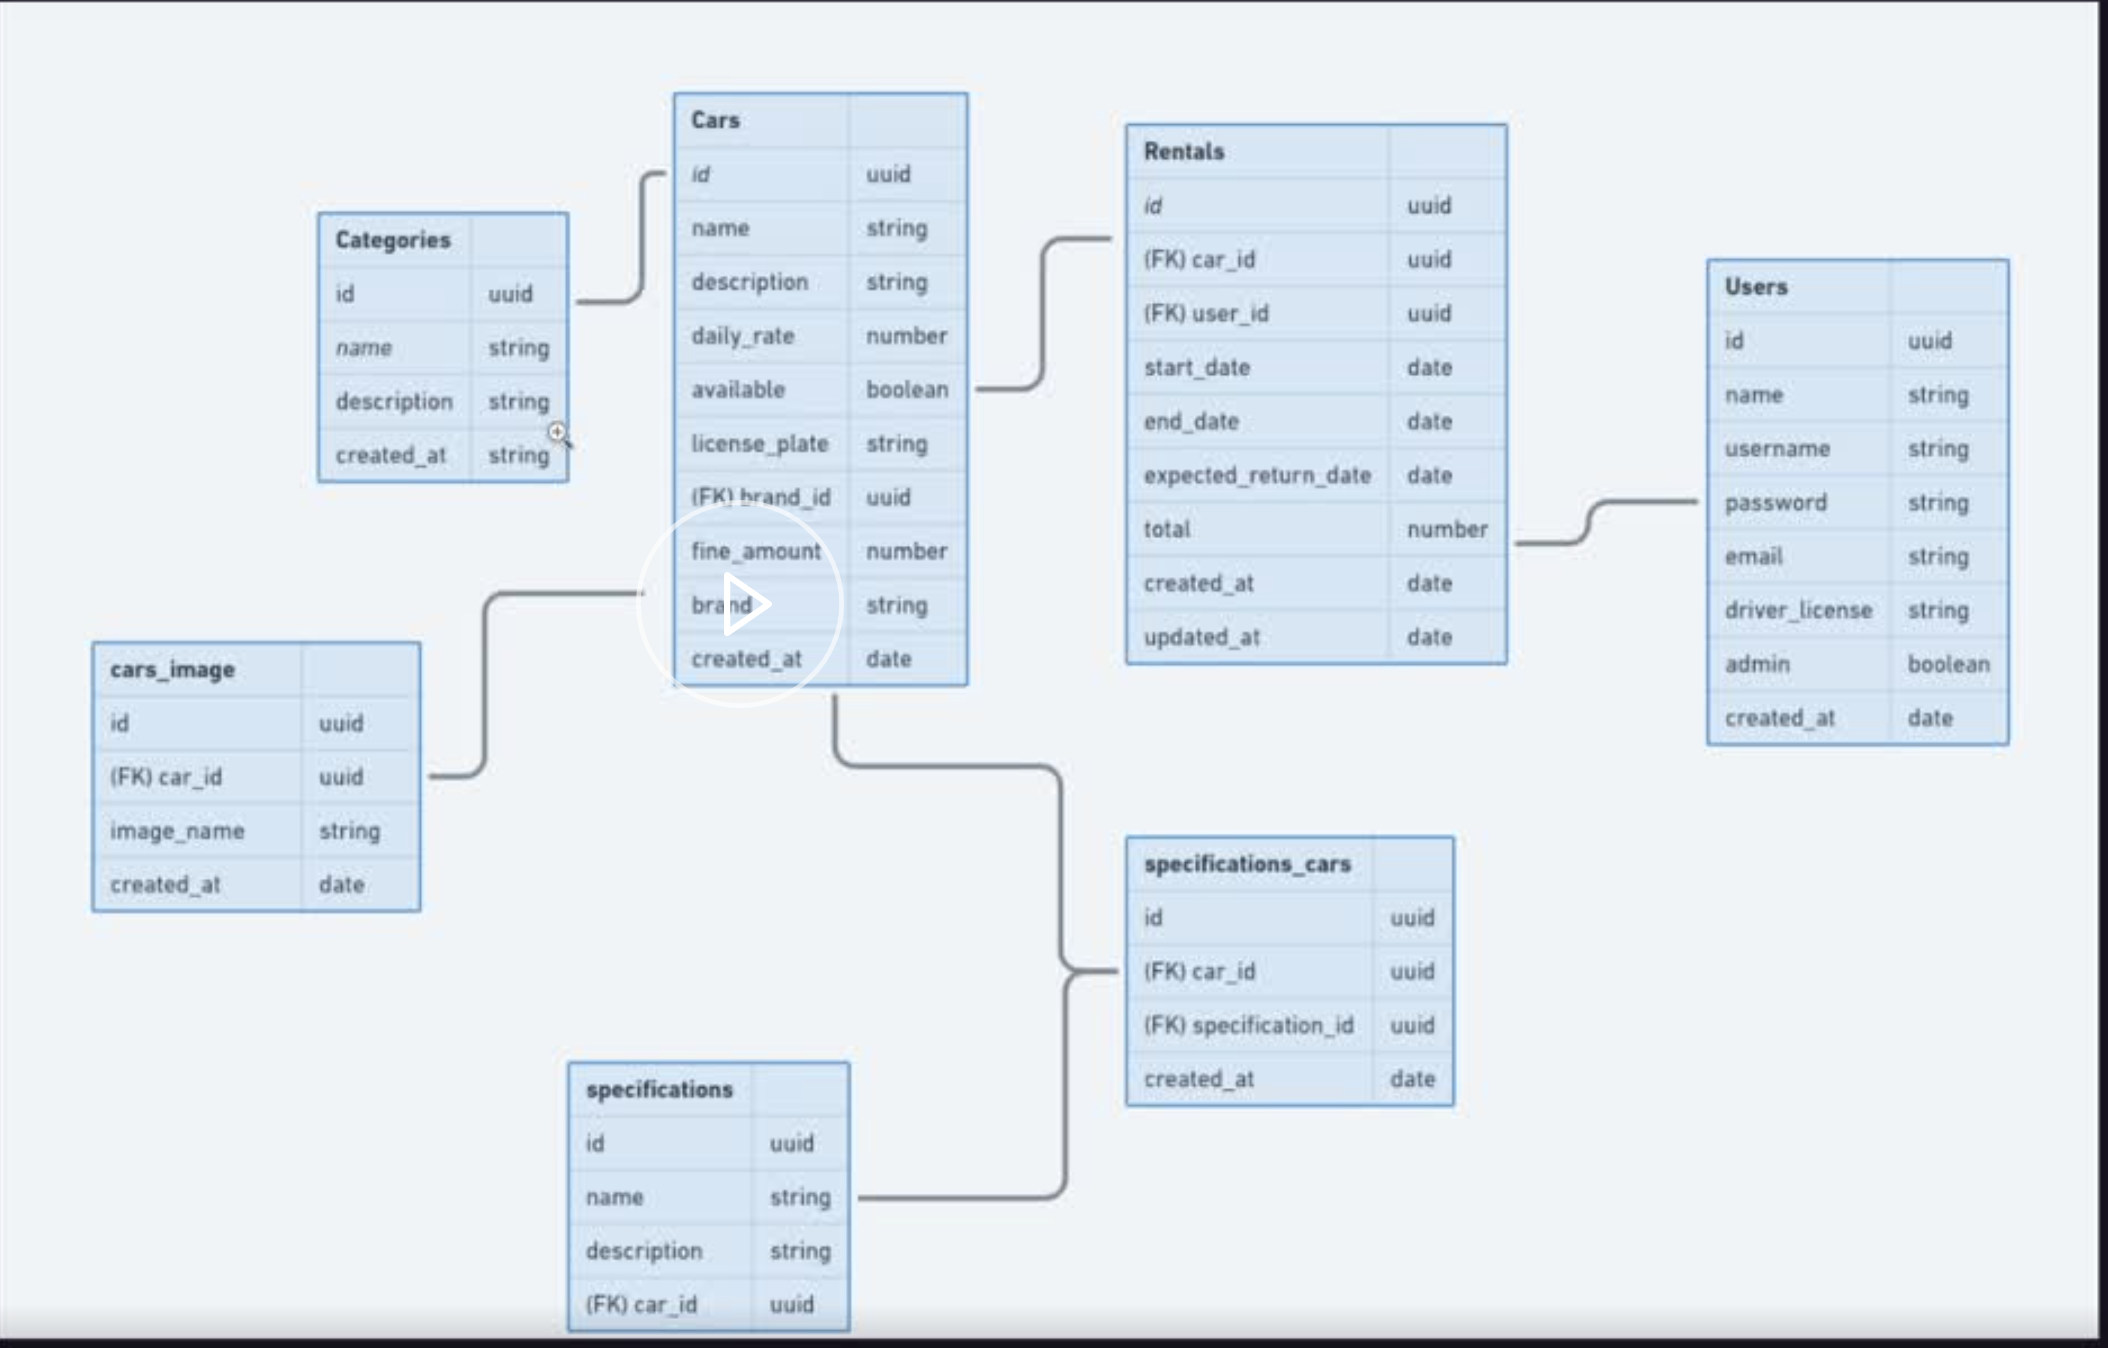 Cars
id uuid
name string
description string
daily_rate number
available boolean
license_plate string
(FK) brand_id uuid
fine_amount number
brand string
created_at date
Rentals
id uuid
(FK) car_id uuid
(FK) user_id uuid
start_date date
end_date date
expected_return_date date
total number
created_at date
updated_at date
Categories
id uuid
name string
description string
created_at string
Users
id uuid
name string
username string
password string
email string
driver_license string
admin boolean
created_at date
cars_image
id uuid
(FK) car_id uuid
image_name string
created_at date
specifications_cars
id uuid
(FK) car_id uuid
(FK) specification_id uuid
created_at date
specifications
id uuid
name string
description string
(FK) car_id uuid